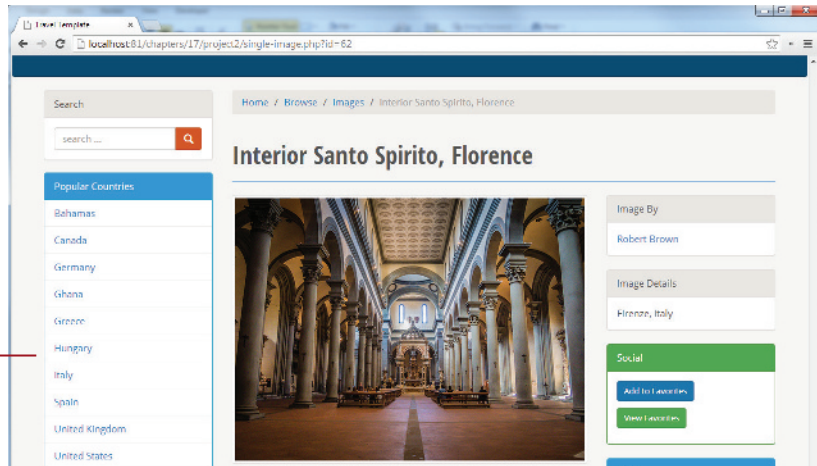 Travel Template
localhost:81/chapters/17/project2/single-image.php?id=62
Search
search ...
Popular Countries
Bahamas
Canada
Germany
Ghana
Greece
Hungary
Italy
Spain
United Kingdom
United States
Home / Browse / Images / Interior Santo Spirito, Florence
Interior Santo Spirito, Florence
Image By
Robert Brown
Image Details
Firenze, Italy
Social
Add to Favorites
View Favorites